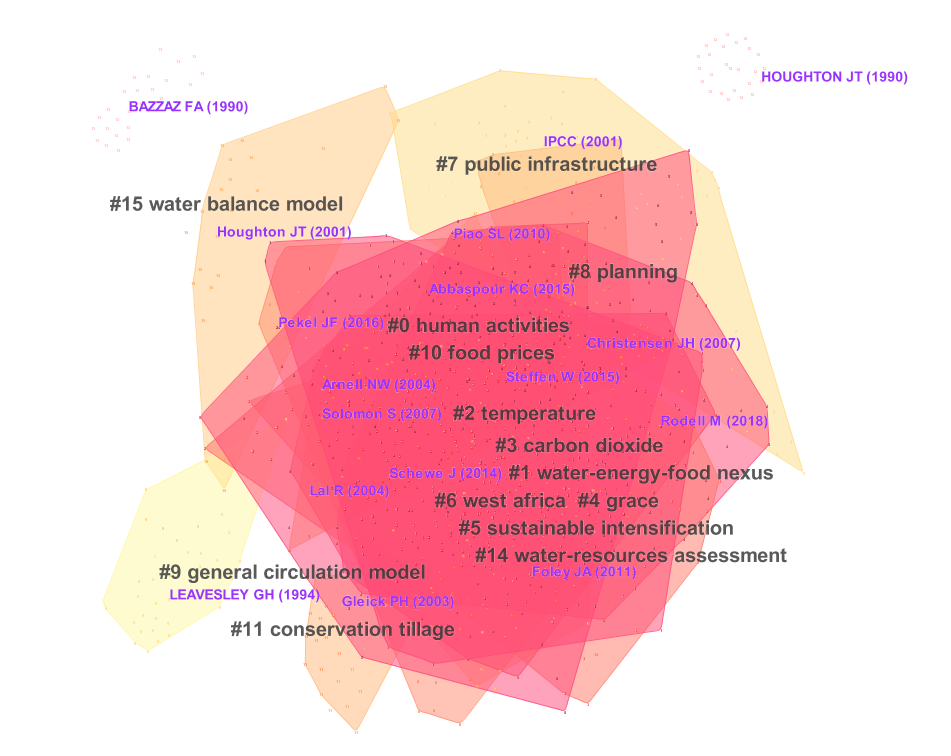 HOUGHTON JT (1990)
BAZZAZ FA (1990)
IPCC (2001)
#7 public infrastructure
#15 water balance model
Houghton JT (2001)
Piao SL (2010)
#8 planning
Abbaspour KC (2015)
Pekel JF (2016)
#0 human activities
Christensen JH (2007)
#10 food prices
Steffen W (2015)
Arnell NW (2004)
Solomon S (2007)
#2 temperature
Rodell M (2018)
#3 carbon dioxide
Schewe J (2014)
#1 water-energy-food nexus
Lal R (2004)
#6 west africa
#4 grace
#5 sustainable intensification
#14 water-resources assessment
#9 general circulation model
Foley JA (2011)
LEAVESLEY GH (1994)
Gleick PH (2003)
#11 conservation tillage